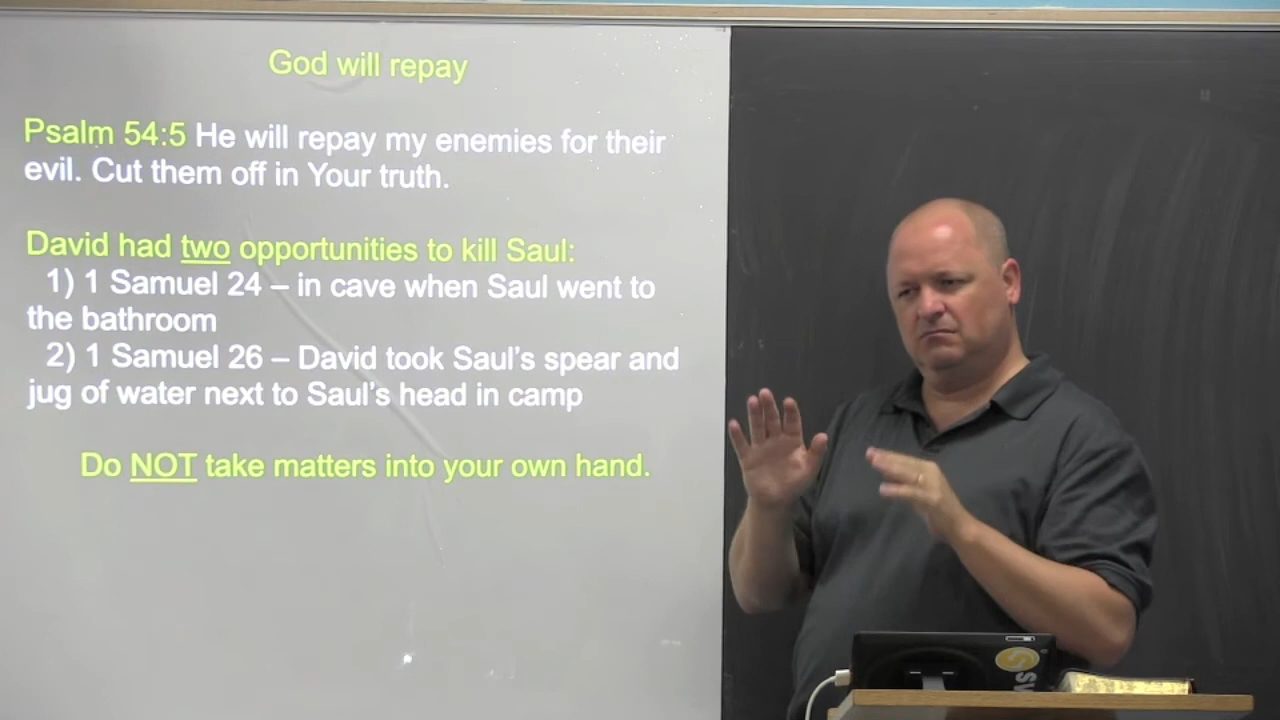 God will repay
Psalm 54:5 He will repay my enemies for their
evil. Cut them off in Your truth.
David had two opportunities to kill Saul:
1) 1 Samuel 24 – in cave when Saul went to
the bathroom
2) 1 Samuel 26 – David took Saul's spear and
jug of water next to Saul's head in camp
Do NOT take matters into your own hand.
SV